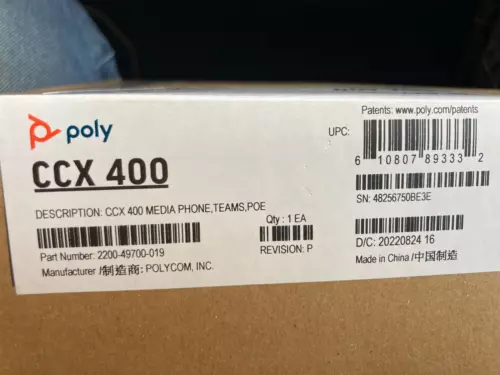 Patents: www.poly.com/patents
poly
UPC:
6 10807 89333 2
CCX 400
SN: 48256750BE3E
DESCRIPTION: CCX 400 MEDIA PHONE,TEAMS,POE
Qty : 1 EA
D/C: 20220824 16
Part Number: 2200-49700-019
REVISION: P
Made in China /中国制造
Manufacturer /制造商: POLYCOM, INC.